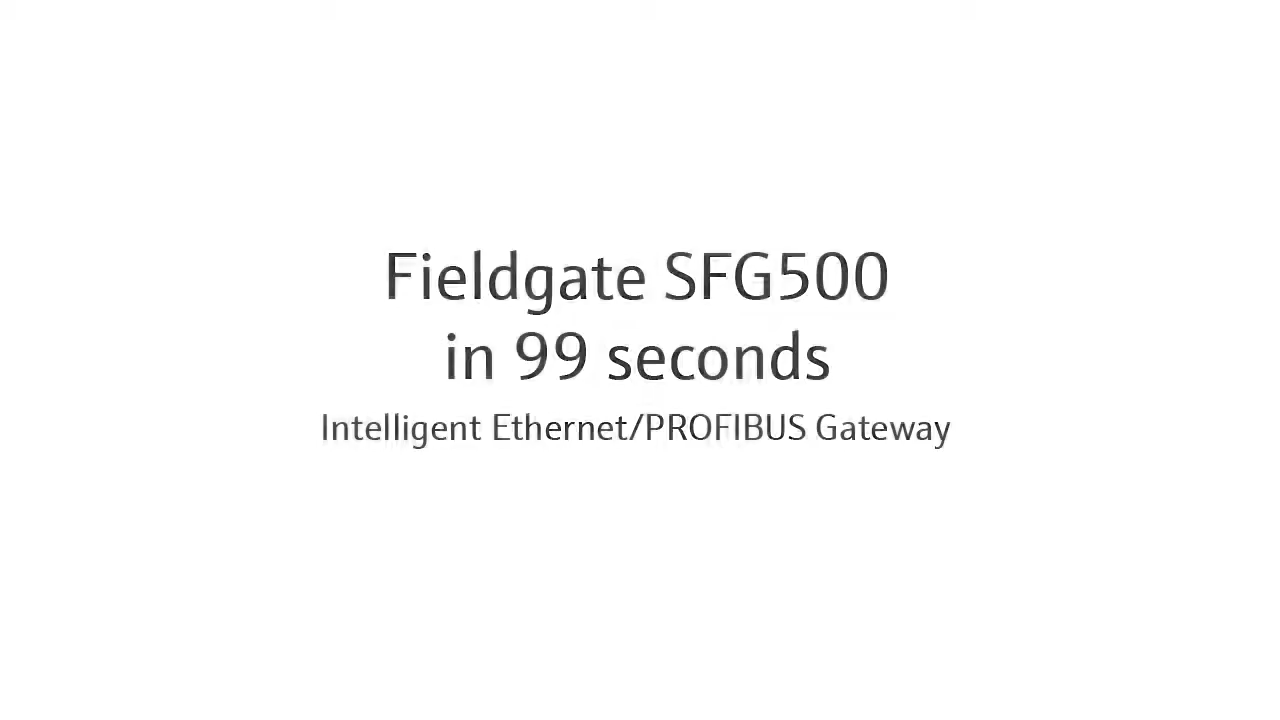 Fieldgate SFG500
in 99 seconds
Intelligent Ethernet/PROFIBUS Gateway